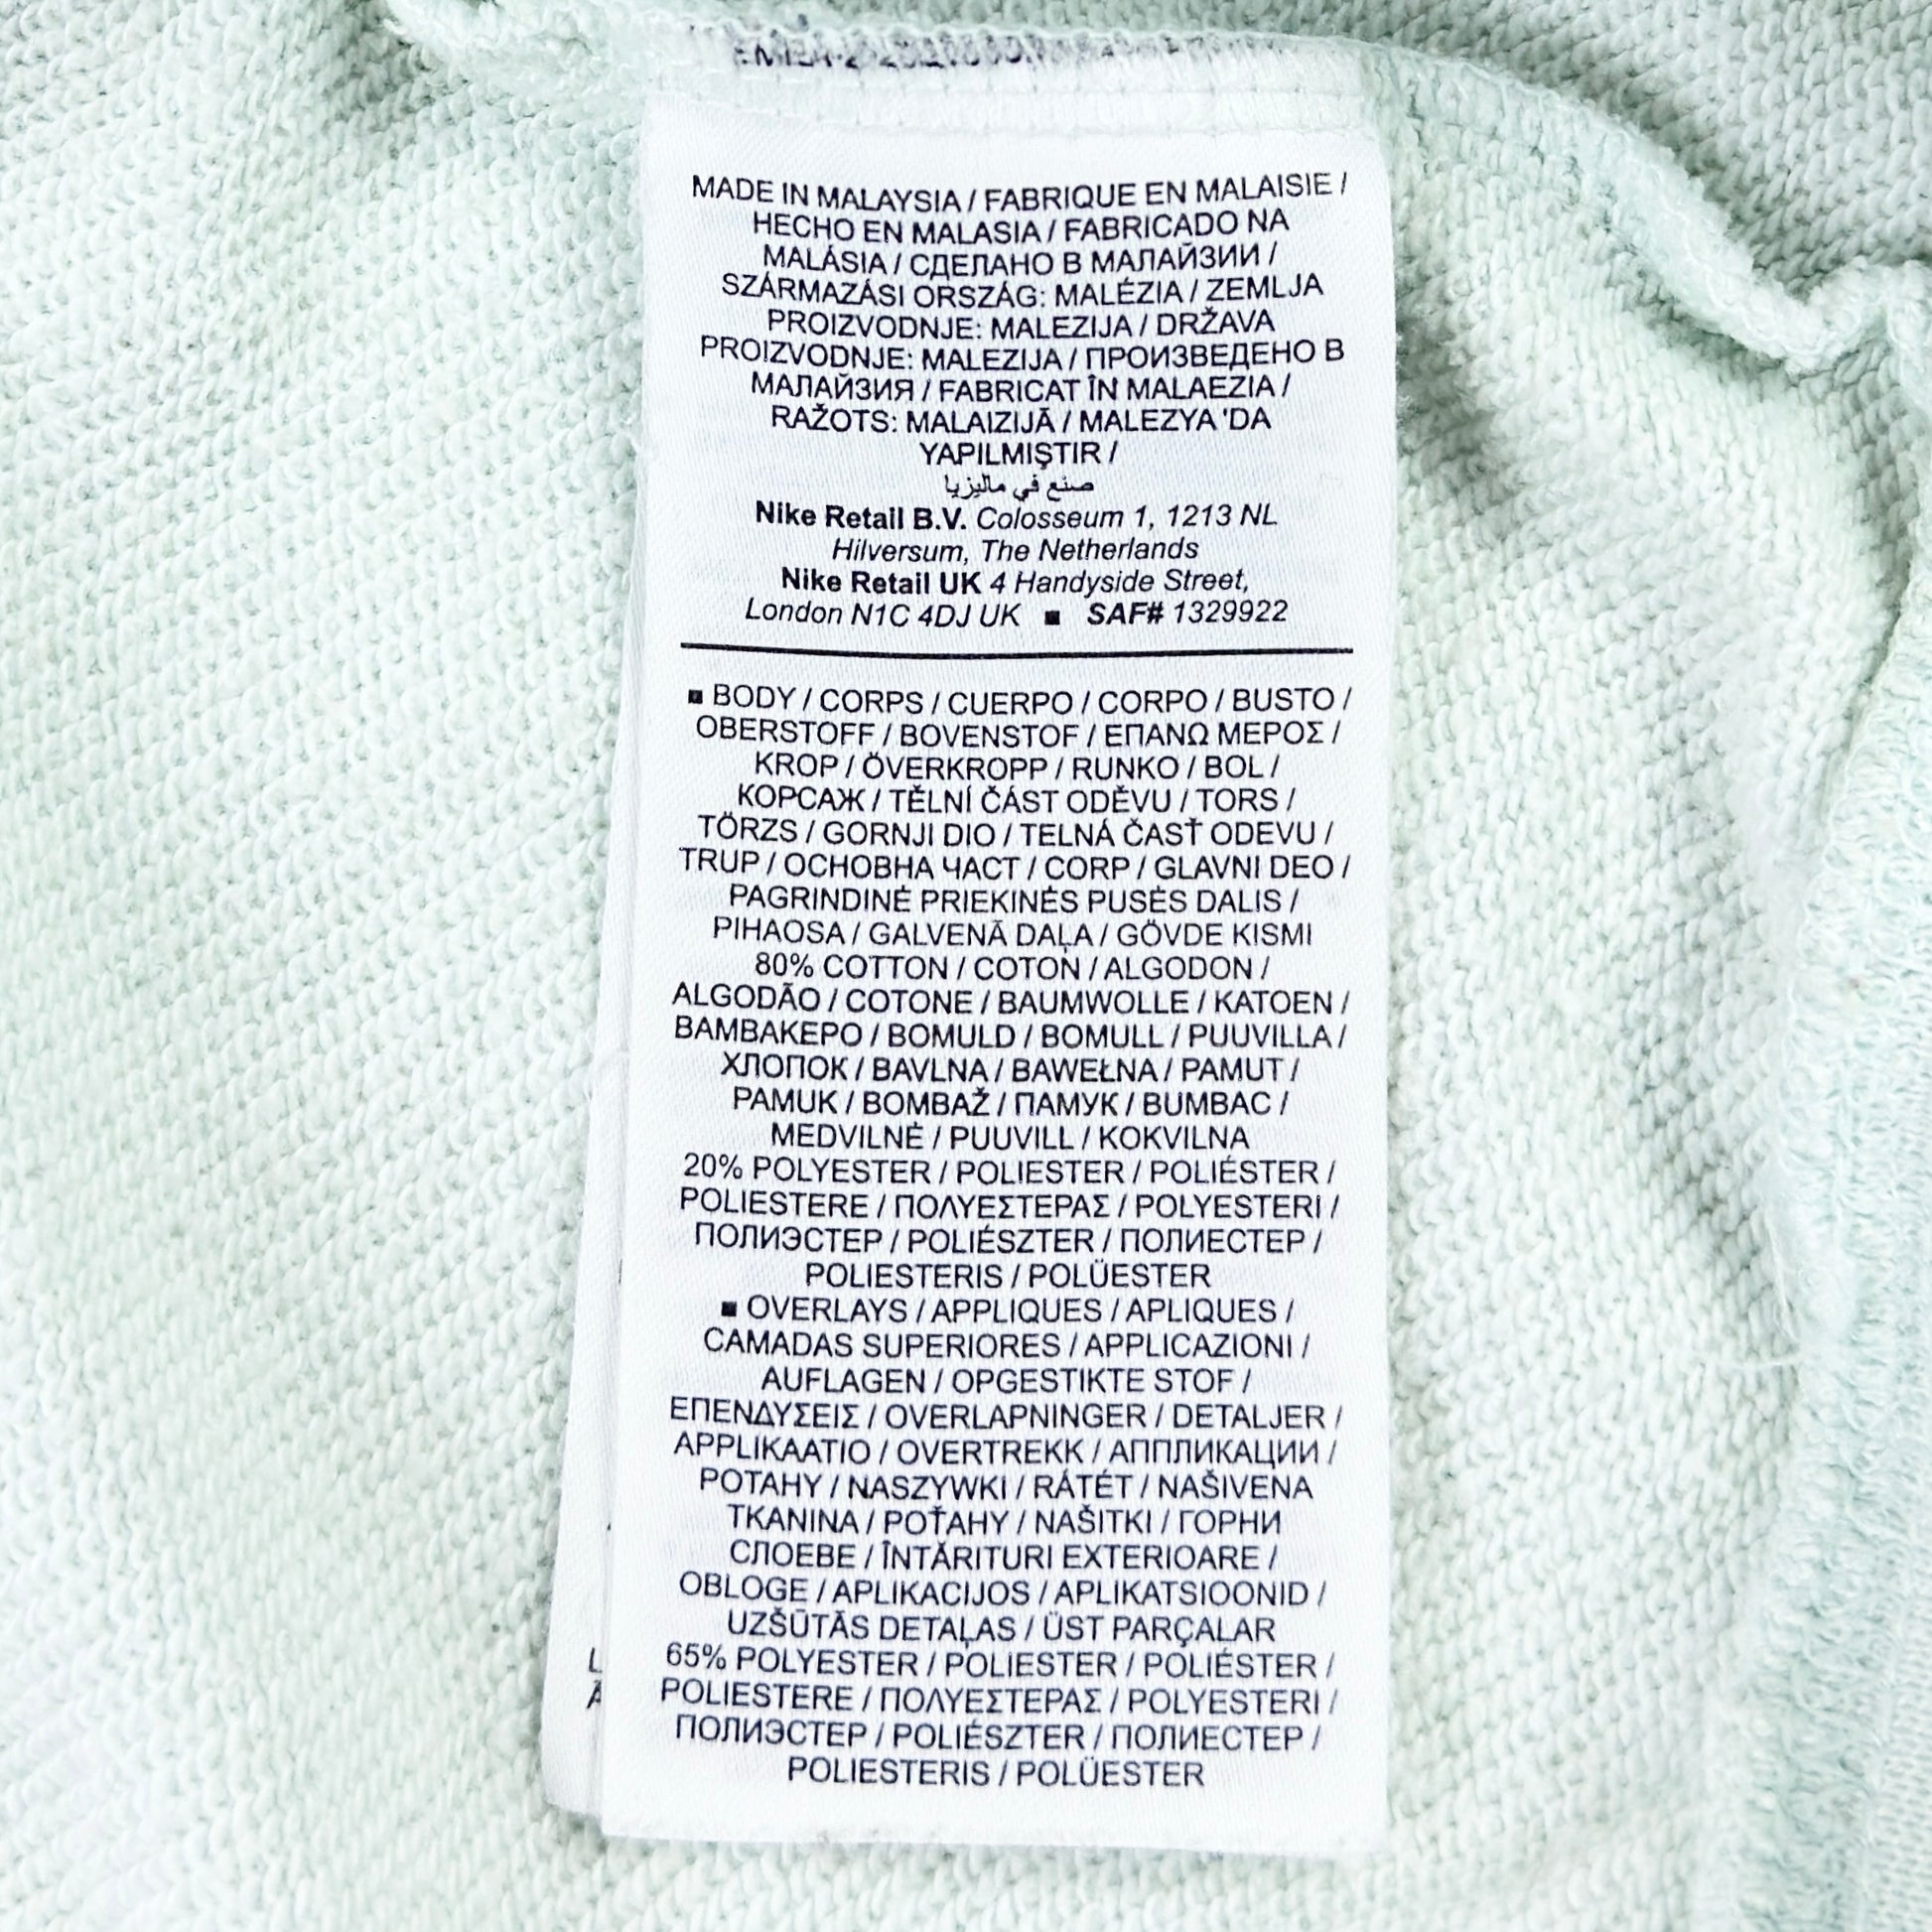 MADE IN MALAYSIA / FABRIQUE EN MALAISIE /
HECHO EN MALASIA / FABRICADO NA
MALÁSIA / СДЕЛАНО В МАЛАЙЗИИ /
SZÁRMAZÁSI ORSZÁG: MALÉZIA / ZEMLJA
PROIZVODNJE: MALEZIJA / DRŽAVA
PROIZVODNJE: MALEZIJA / ПРОИЗВЕДЕНО В
МАЛАЙЗИЯ / FABRICAT ÎN MALAEZIA /
RAŽOTS: MALAIZIJĀ / MALEZYA 'DA
YAPILMIŞTIR /
صنع في ماليزيا
Nike Retail B.V. Colosseum 1, 1213 NL
Hilversum, The Netherlands
Nike Retail UK 4 Handyside Street,
London N1C 4DJ UK ■ SAF# 1329922
■ BODY / CORPS / CUERPO / CORPO / BUSTO /
OBERSTOFF / BOVENSTOF / ΕΠΑΝΩ ΜΕΡΟΣ /
KROP / ÖVERKROPP / RUNKO / BOL /
КОРСАЖ / TĚLNÍ ČÁST ODĚVU / TORS /
TÖRZS / GORNJI DIO / TELNÁ ČASŤ ODEVU /
TRUP / ОСНОВНА ЧАСТ / CORP / GLAVNI DEO /
PAGRINDINĖ PRIEKINĖS PUSĖS DALIS /
PIHAOSA / GALVENĀ DAĻA / GÖVDE KISMI
80% COTTON / COTON / ALGODON /
ALGODÃO / COTONE / BAUMWOLLE / KATOEN /
ΒΑΜΒΑΚΕΡΟ / BOMULD / BOMULL / PUUVILLA /
ХЛОПОК / BAVLNA / BAWEŁNA / PAMUT /
PAMUK / BOMBAŽ / ПАМУК / BUMBAC /
MEDVILNĖ / PUUVILL / KOKVILNA
20% POLYESTER / POLIESTER / POLIÉSTER /
POLIESTERE / ΠΟΛΥΕΣΤΕΡΑΣ / POLYESTERI /
ПОЛИЭСТЕР / POLIÉSZTER / ПОЛИЕСТЕР /
POLIESTERIS / POLÜESTER
■ OVERLAYS / APPLIQUES / APLIQUES /
CAMADAS SUPERIORES / APPLICAZIONI /
AUFLAGEN / OPGESTIKTE STOF /
ΕΠΕΝΔΥΣΕΙΣ / OVERLAPNINGER / DETALJER /
APPLIKAATIO / OVERTREKK / АППЛИКАЦИИ /
POTAHY / NASZYWKI / RÁTÉT / NAŠIVENA
TKANINA / POŤAHY / NAŠITKI / ГОРНИ
СЛОЕВЕ / ÎNTĂRITURI EXTERIOARE /
OBLOGE / APLIKACIJOS / APLIKATSIOONID /
UZŠŪTĀS DETAĻAS / ÜST PARÇALAR
65% POLYESTER / POLIESTER / POLIÉSTER /
POLIESTERE / ΠΟΛΥΕΣΤΕΡΑΣ / POLYESTERI /
ПОЛИЭСТЕР / POLIÉSZTER / ПОЛИЕСТЕР /
POLIESTERIS / POLÜESTER